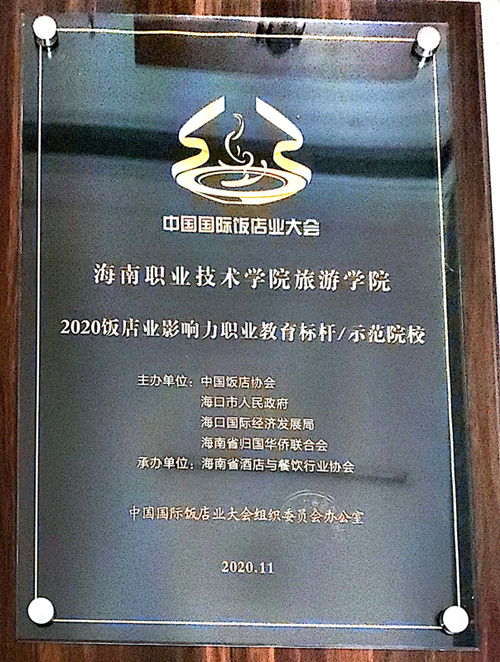 中国国际饭店业大会
海南职业技术学院旅游学院
2020饭店业影响力职业教育标杆/示范院校
主办单位：中国饭店协会
海口市人民政府
海口国际经济发展局
海南省归国华侨联合会
承办单位：海南省酒店与餐饮行业协会
中国国际饭店业大会组织委员会办公室
2020.11